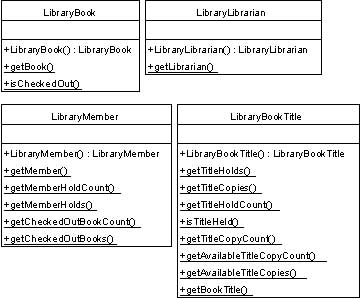 LibraryBook
+LibraryBook() : LibraryBook
+getBook()
+isCheckedOut()
LibraryLibrarian
+LibraryLibrarian() : LibraryLibrarian
+getLibrarian()
LibraryMember
+LibraryMember() : LibraryMember
+getMember()
+getMemberHoldCount()
+getMemberHolds()
+getCheckedOutBookCount()
+getCheckedOutBooks()
LibraryBookTitle
+LibraryBookTitle() : LibraryBookTitle
+getTitleHolds()
+getTitleCopies()
+getTitleHoldCount()
+isTitleHeld()
+getTitleCopyCount()
+getAvailableTitleCopyCount()
+getAvailableTitleCopies()
+getBookTitle()